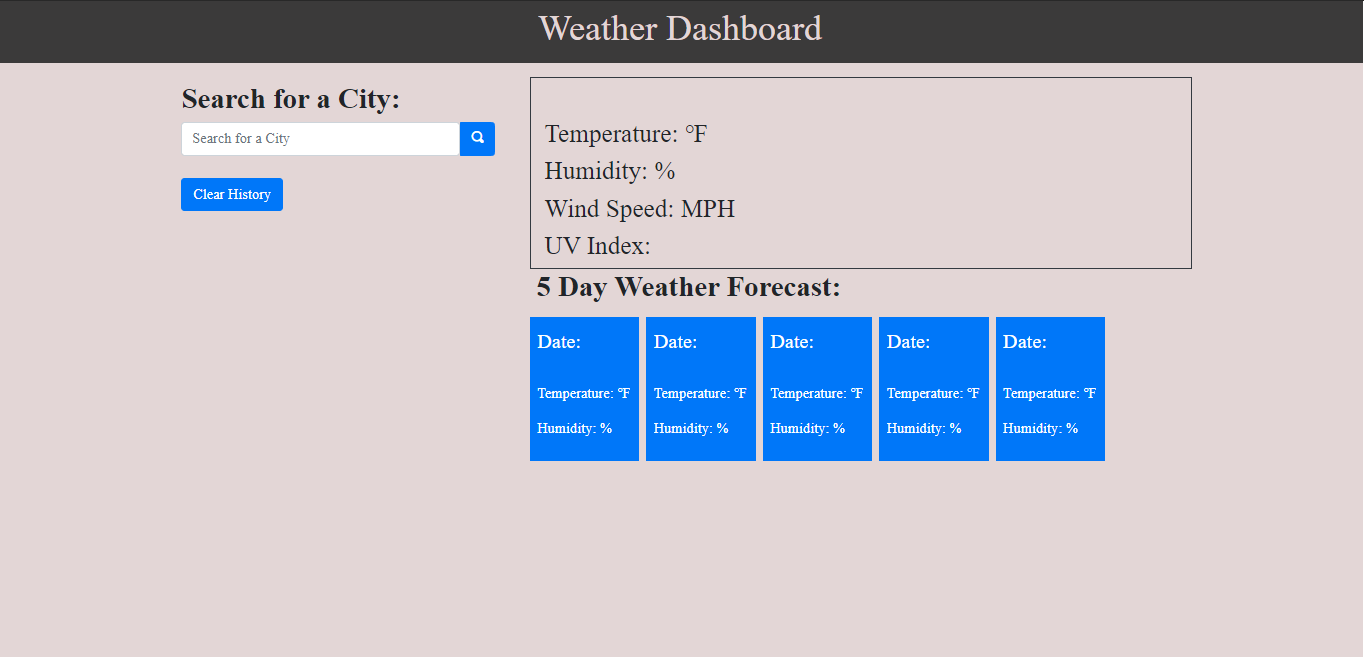 Weather Dashboard
Search for a City:
Search for a City
Clear History
Temperature: °F
Humidity: %
Wind Speed: MPH
UV Index:
5 Day Weather Forecast:
Date:
Temperature: °F
Humidity: %
Date:
Temperature: °F
Humidity: %
Date:
Temperature: °F
Humidity: %
Date:
Temperature: °F
Humidity: %
Date:
Temperature: °F
Humidity: %